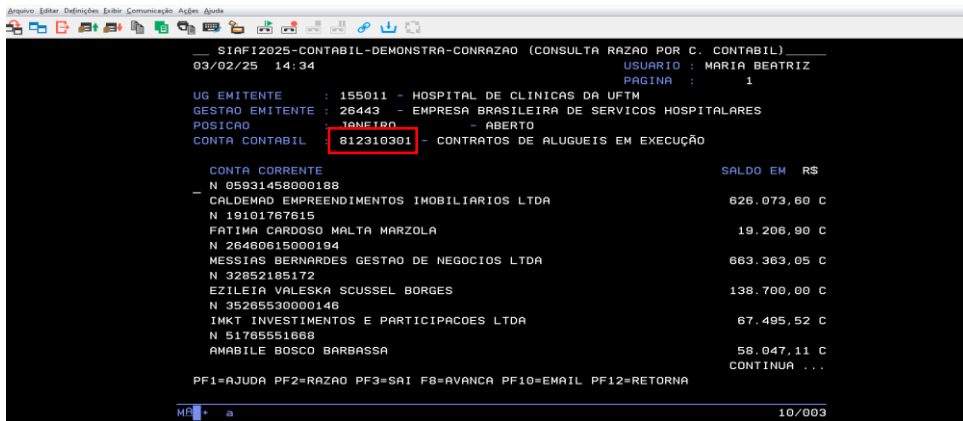 Arquivo Editar Definições Exibir Comunicação Ações Ajuda
__ SIAFI2025-CONTABIL-DEMONSTRA-CONRAZAO (CONSULTA RAZAO POR C. CONTABIL)_____
03/02/25 14:34 USUARIO : MARIA BEATRIZ
PAGINA : 1
UG EMITENTE : 155011 - HOSPITAL DE CLINICAS DA UFTM
GESTAO EMITENTE : 26443 - EMPRESA BRASILEIRA DE SERVICOS HOSPITALARES
POSICAO : JANEIRO - ABERTO
CONTA CONTABIL : 812310301 - CONTRATOS DE ALUGUEIS EM EXECUÇÃO
CONTA CORRENTE SALDO EM R$
_ N 05931458000188
CALDEMAD EMPREENDIMENTOS IMOBILIARIOS LTDA 626.073,60 C
N 19101767615
FATIMA CARDOSO MALTA MARZOLA 19.206,90 C
N 26460615000194
MESSIAS BERNARDES GESTAO DE NEGOCIOS LTDA 663.363,05 C
N 32852185172
EZILEIA VALESKA SCUSSEL BORGES 138.700,00 C
N 35265530000146
IMKT INVESTIMENTOS E PARTICIPACOES LTDA 67.495,52 C
N 51765551668
AMABILE BOSCO BARBASSA 58.047,11 C
CONTINUA ...
PF1=AJUDA PF2=RAZAO PF3=SAI F8=AVANCA PF10=EMAIL PF12=RETORNA
MA + a 10/003